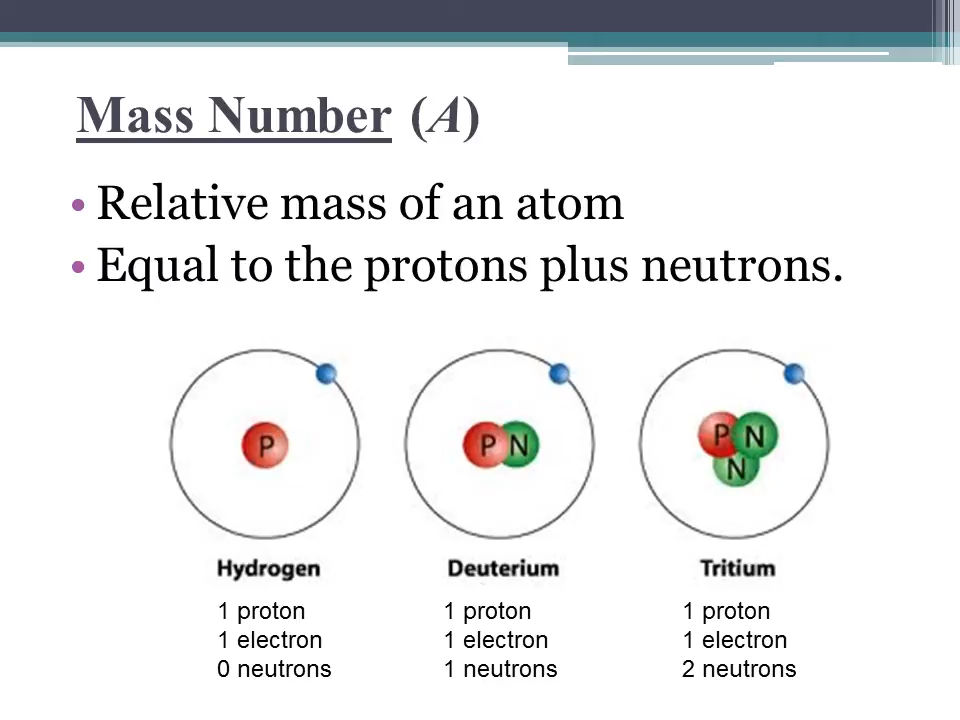 Mass Number (A)
• Relative mass of an atom
• Equal to the protons plus neutrons.
P
P N
P N
N
Hydrogen
Deuterium
Tritium
1 proton
1 electron
0 neutrons
1 proton
1 electron
1 neutrons
1 proton
1 electron
2 neutrons